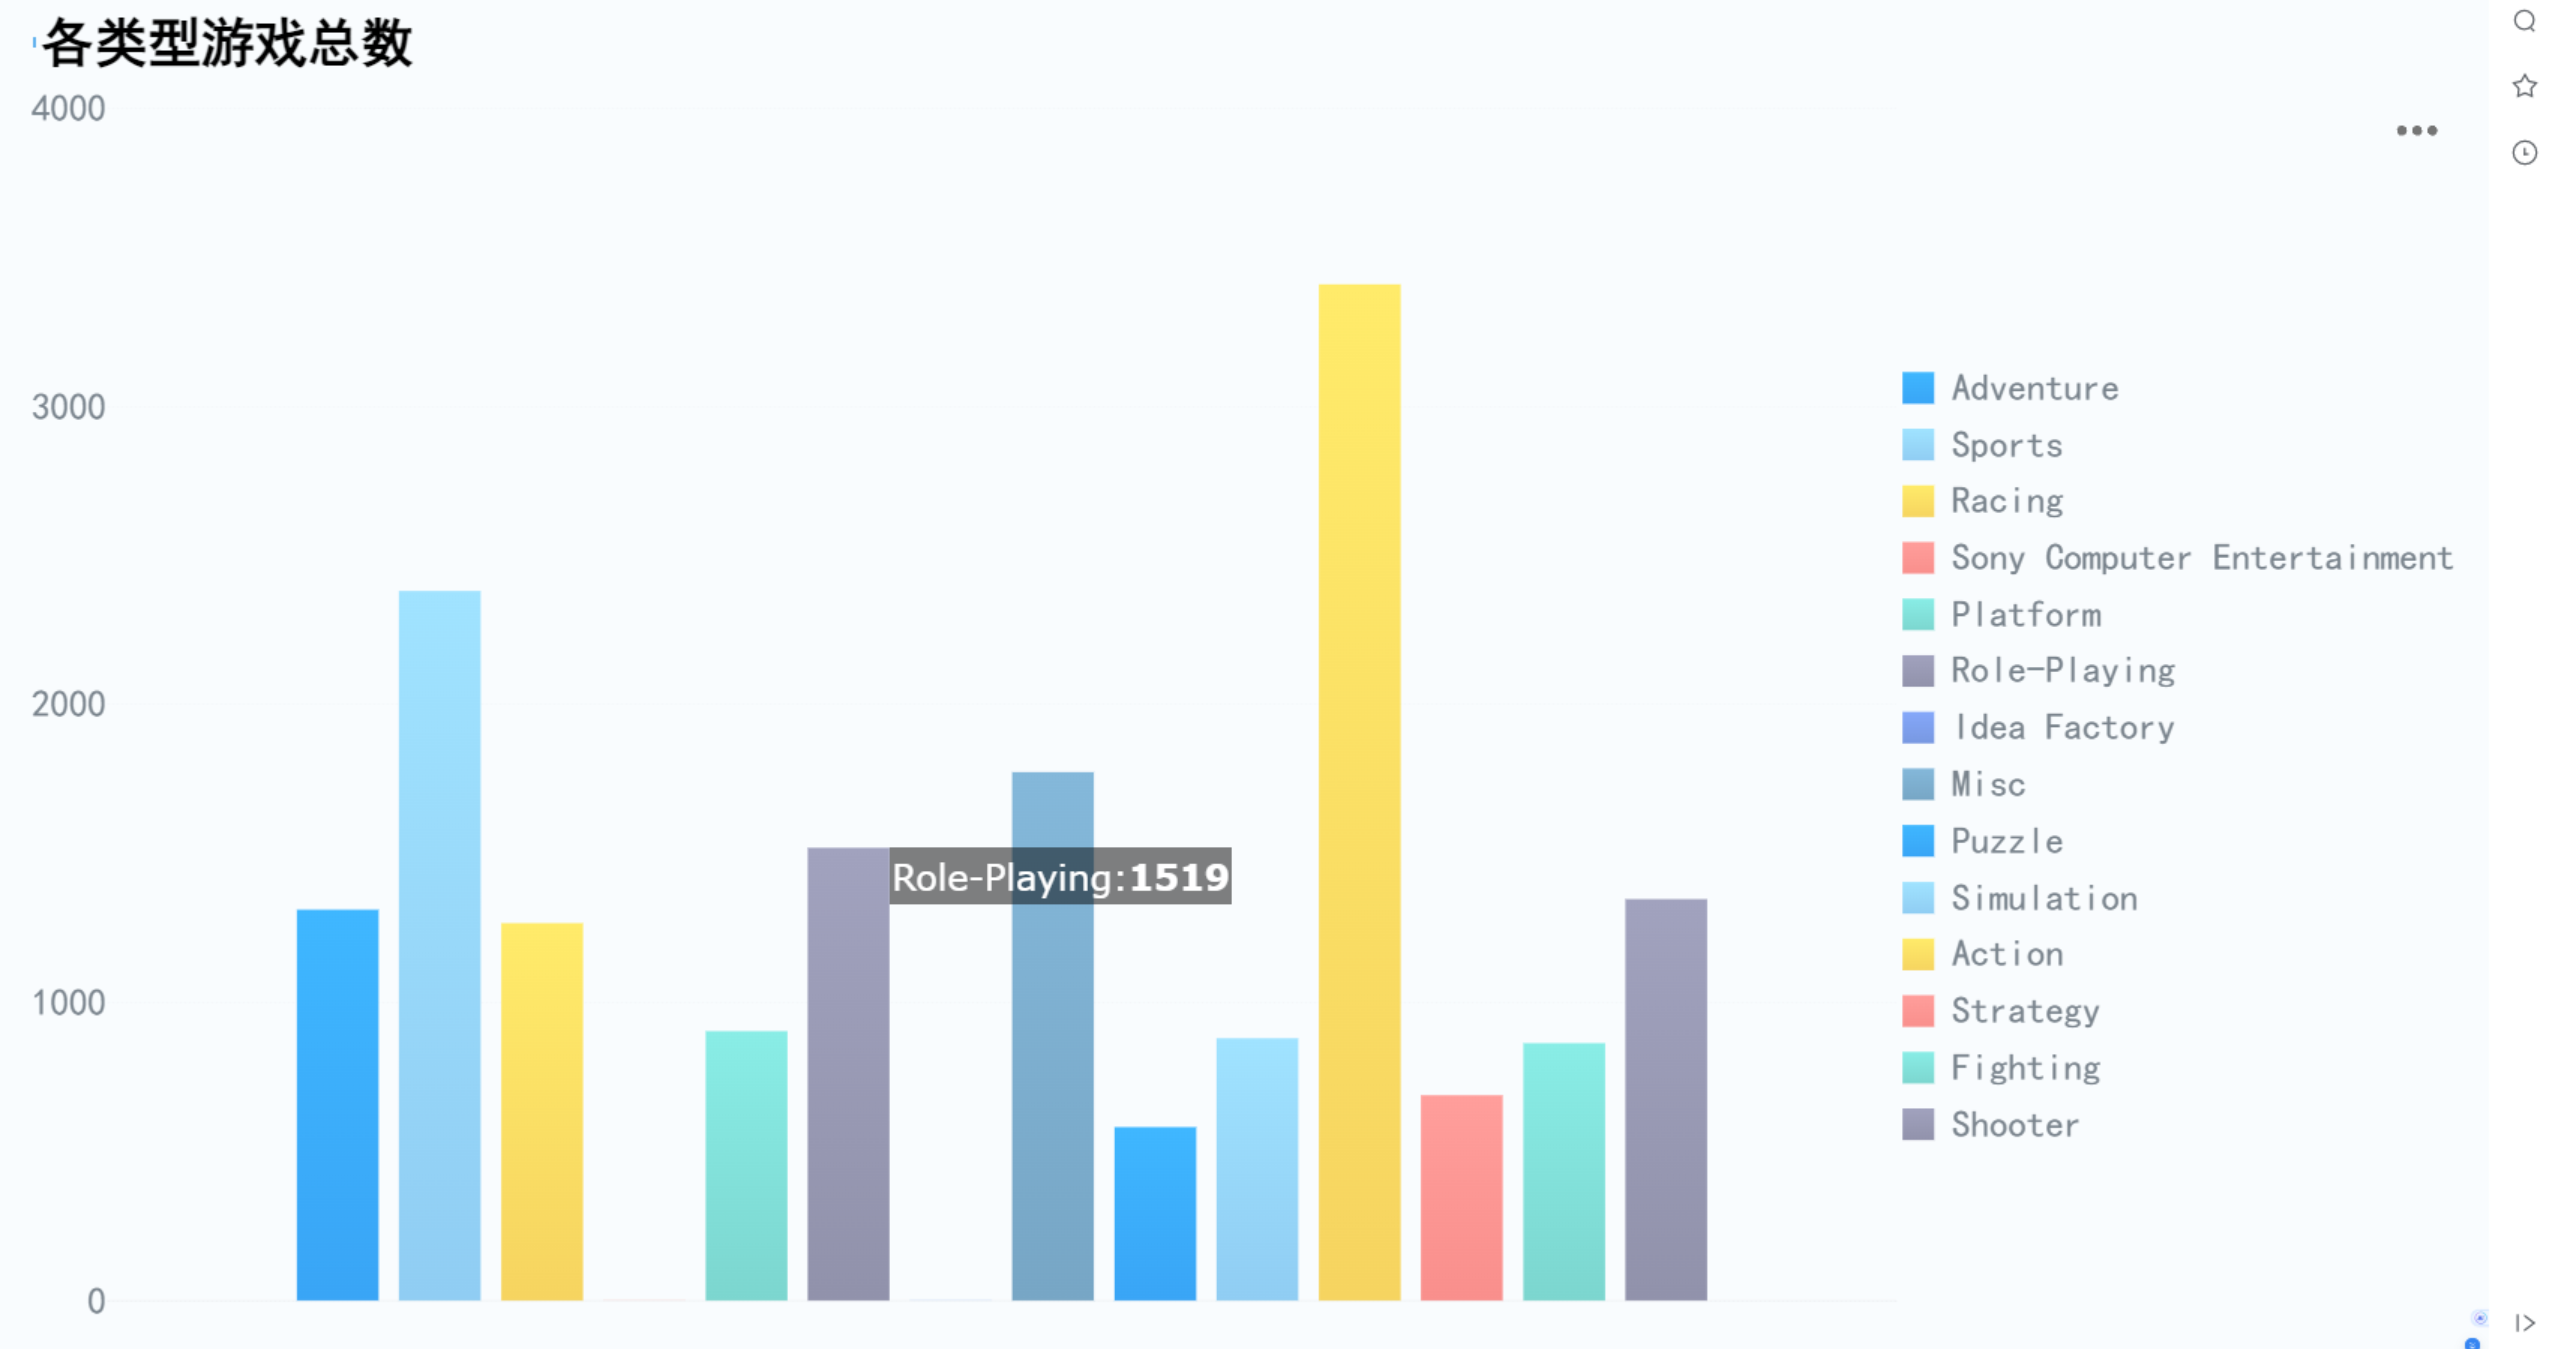 各类型游戏总数
4000
3000
2000
1000
0
Role-Playing:1519
Adventure
Sports
Racing
Sony Computer Entertainment
Platform
Role-Playing
Idea Factory
Misc
Puzzle
Simulation
Action
Strategy
Fighting
Shooter